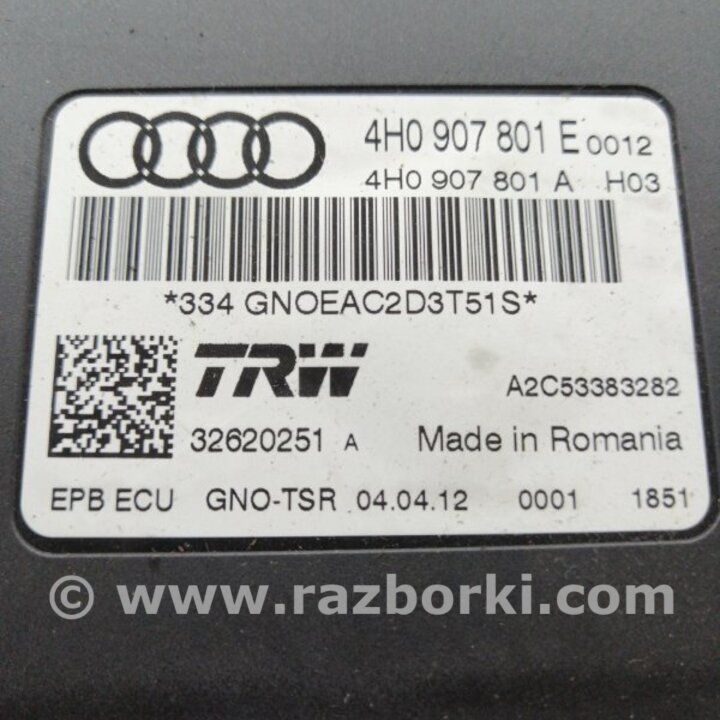 4H0 907 801 E 0012
4H0 907 801 A H03
*334 GNOEAC2D3T51S*
TRW A2C53383282
32620251 A Made in Romania
EPB ECU GNO-TSR 04.04.12 0001 1851
© www.razborki.com